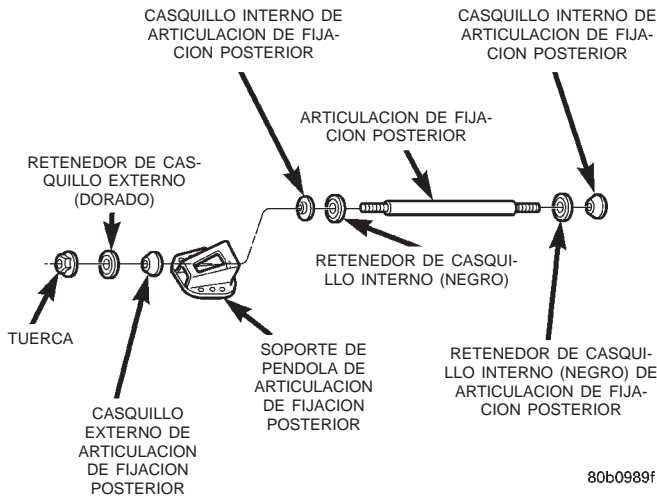 CASQUILLO INTERNO DE
ARTICULACION DE FIJA-
CION POSTERIOR
CASQUILLO INTERNO DE
ARTICULACION DE FIJA-
CION POSTERIOR
ARTICULACION DE FIJA-
CION POSTERIOR
RETENEDOR DE CAS-
QUILLO EXTERNO
(DORADO)
RETENEDOR DE CASQUI-
LLO INTERNO (NEGRO)
TUERCA
SOPORTE DE
PENDOLA DE
ARTICULACION
DE FIJACION
POSTERIOR
RETENEDOR DE CASQUI-
LLO INTERNO (NEGRO) DE
ARTICULACION DE FIJA-
CION POSTERIOR
CASQUILLO
EXTERNO DE
ARTICULACION
DE FIJACION
POSTERIOR
80b0989f